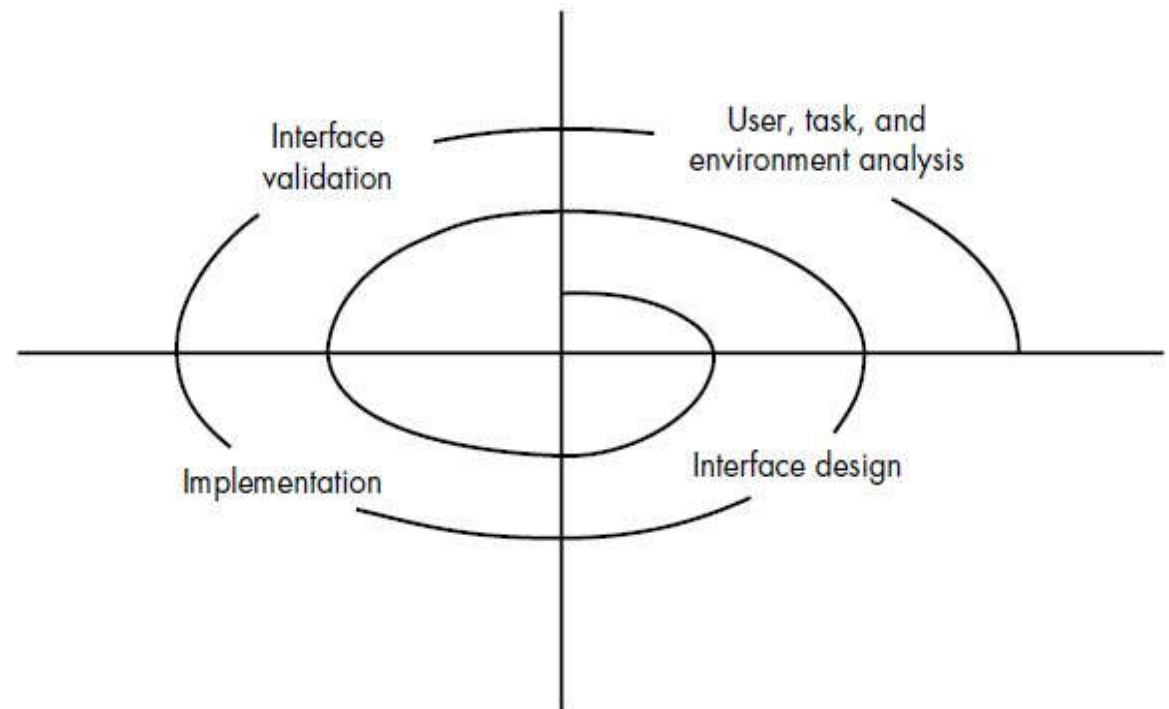 Interface
validation
User, task, and
environment analysis
Implementation
Interface design